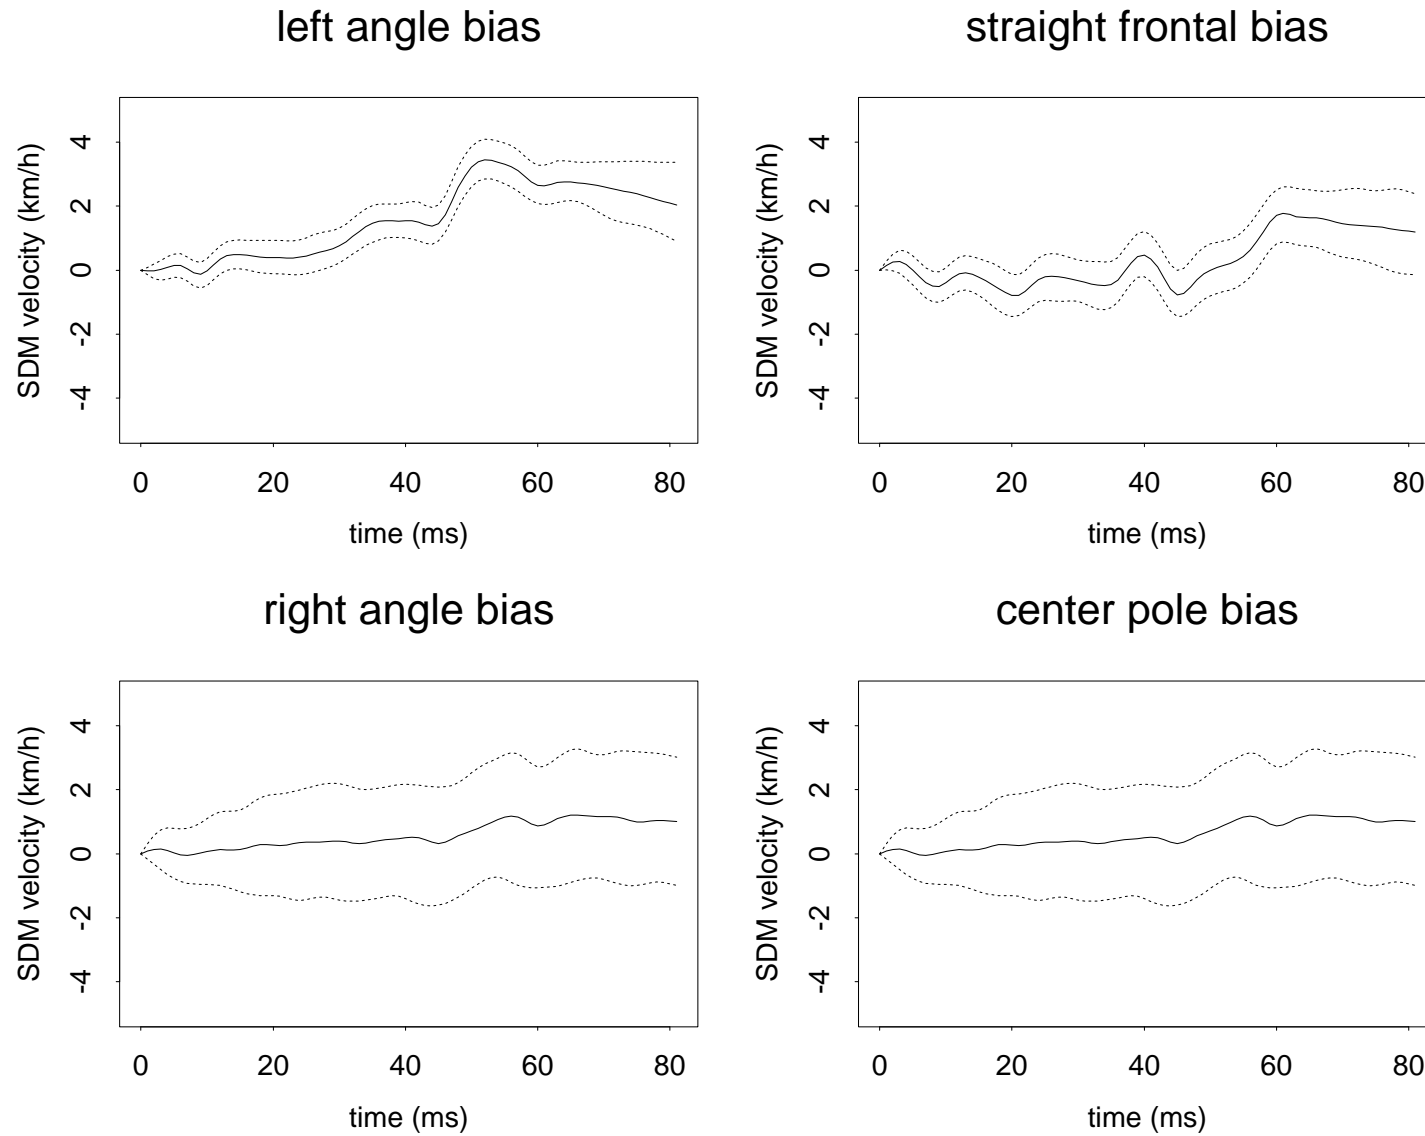 left angle bias
SDM velocity (km/h)
4
2
0
-2
-4
0 20 40 60 80
time (ms)
straight frontal bias
SDM velocity (km/h)
4
2
0
-2
-4
0 20 40 60 80
time (ms)
right angle bias
SDM velocity (km/h)
4
2
0
-2
-4
0 20 40 60 80
time (ms)
center pole bias
SDM velocity (km/h)
4
2
0
-2
-4
0 20 40 60 80
time (ms)